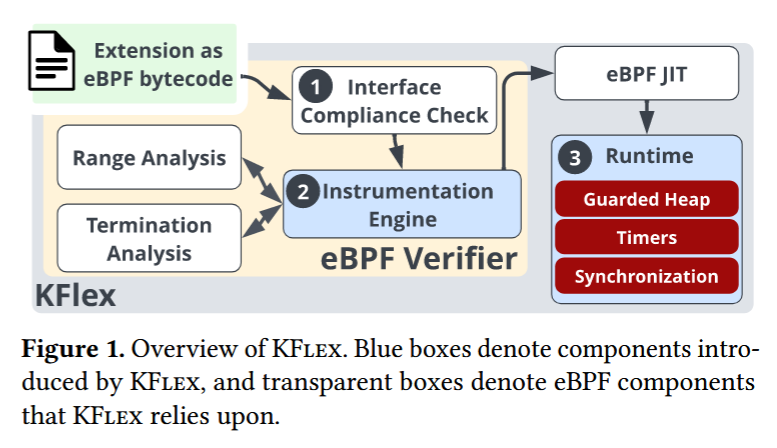 Extension as
eBPF bytecode
1 Interface
Compliance Check
eBPF JIT
Range Analysis
2 Instrumentation
Engine
3 Runtime
Guarded Heap
Timers
Synchronization
Termination
Analysis
eBPF Verifier
KFlex
Figure 1. Overview of KFLEX. Blue boxes denote components intro-
duced by KFLEX, and transparent boxes denote eBPF components
that KFLEX relies upon.